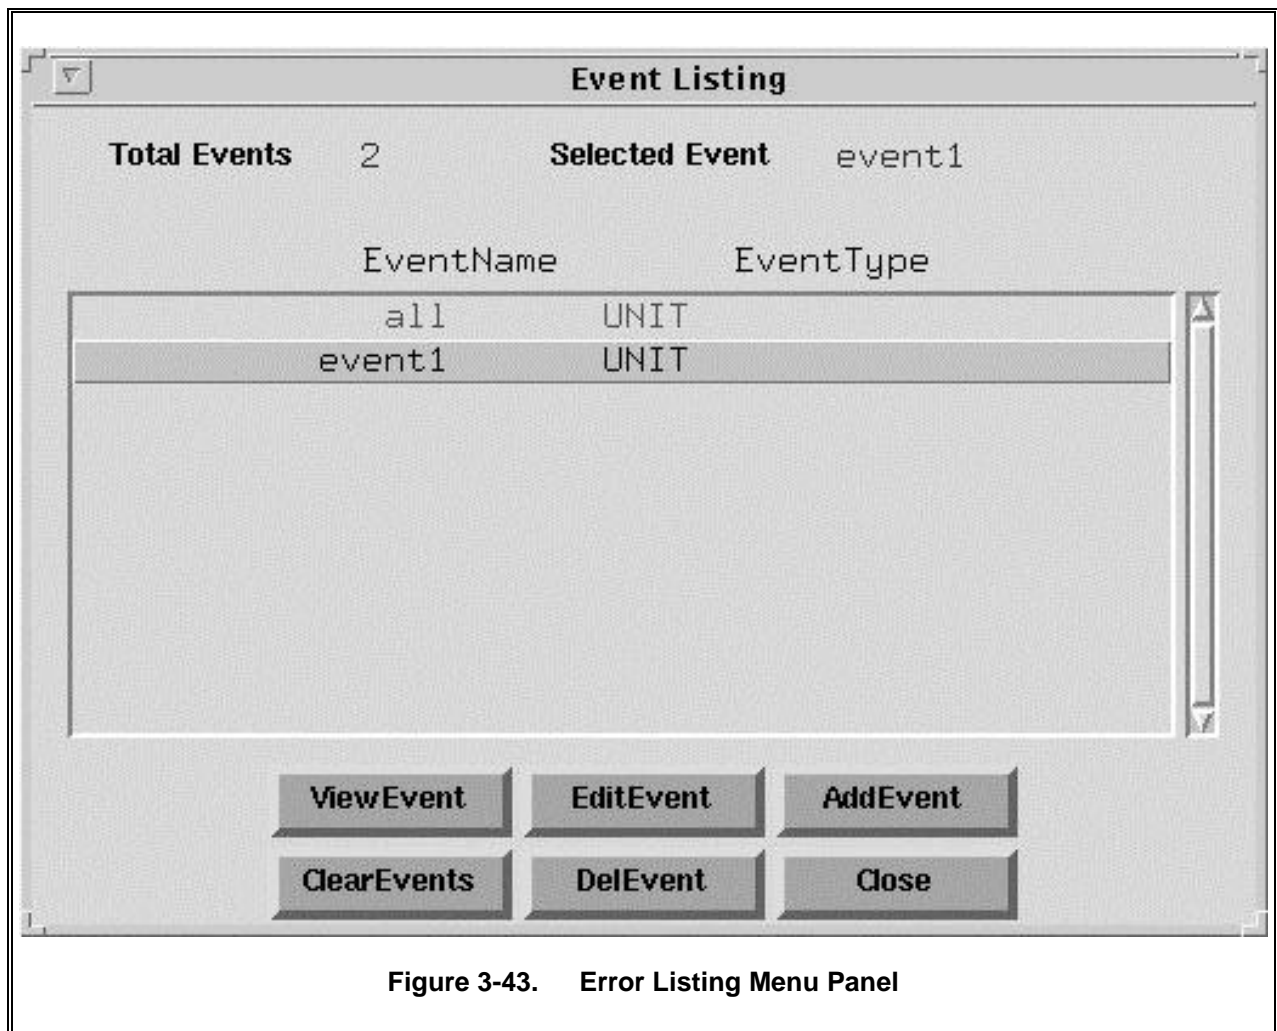 Event Listing
Total Events 2 Selected Event event1
EventName EventType
all UNIT
event1 UNIT
ViewEvent EditEvent AddEvent
ClearEvents DelEvent Close
Figure 3-43. Error Listing Menu Panel